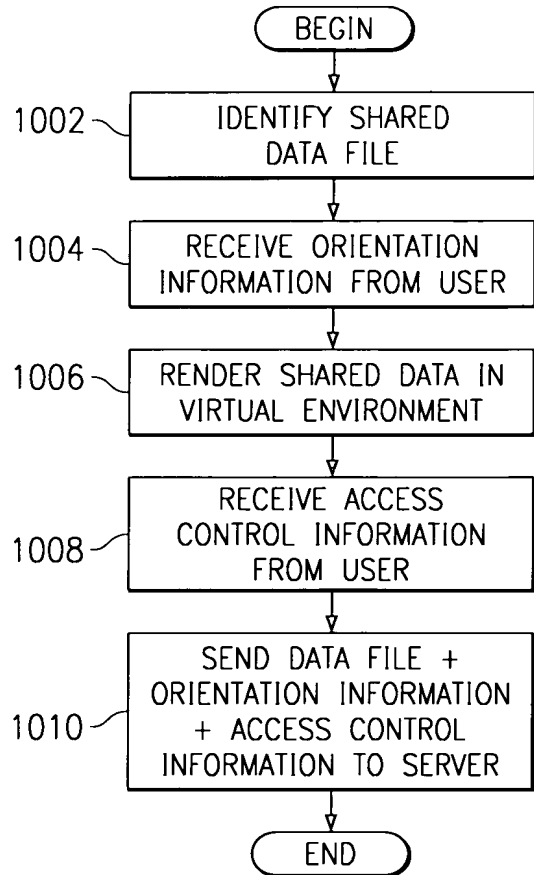 BEGIN
1002
IDENTIFY SHARED
DATA FILE
1004
RECEIVE ORIENTATION
INFORMATION FROM USER
1006
RENDER SHARED DATA IN
VIRTUAL ENVIRONMENT
1008
RECEIVE ACCESS
CONTROL INFORMATION
FROM USER
1010
SEND DATA FILE +
ORIENTATION INFORMATION
+ ACCESS CONTROL
INFORMATION TO SERVER
END